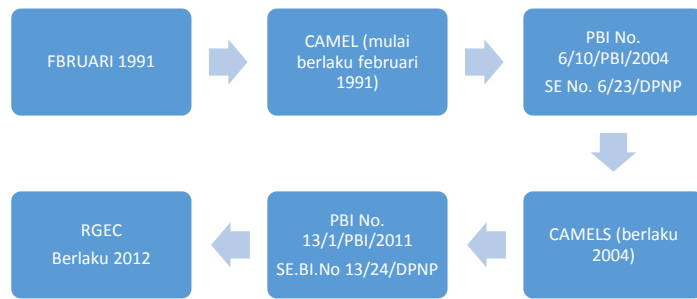 FBRUARI 1991
CAMEL (mulai
berlaku februari
1991)
PBI No.
6/10/PBI/2004
SE No. 6/23/DPNP
CAMELS (berlaku
2004)
PBI No.
13/1/PBI/2011
SE.BI.No 13/24/DPNP
RGEC
Berlaku 2012